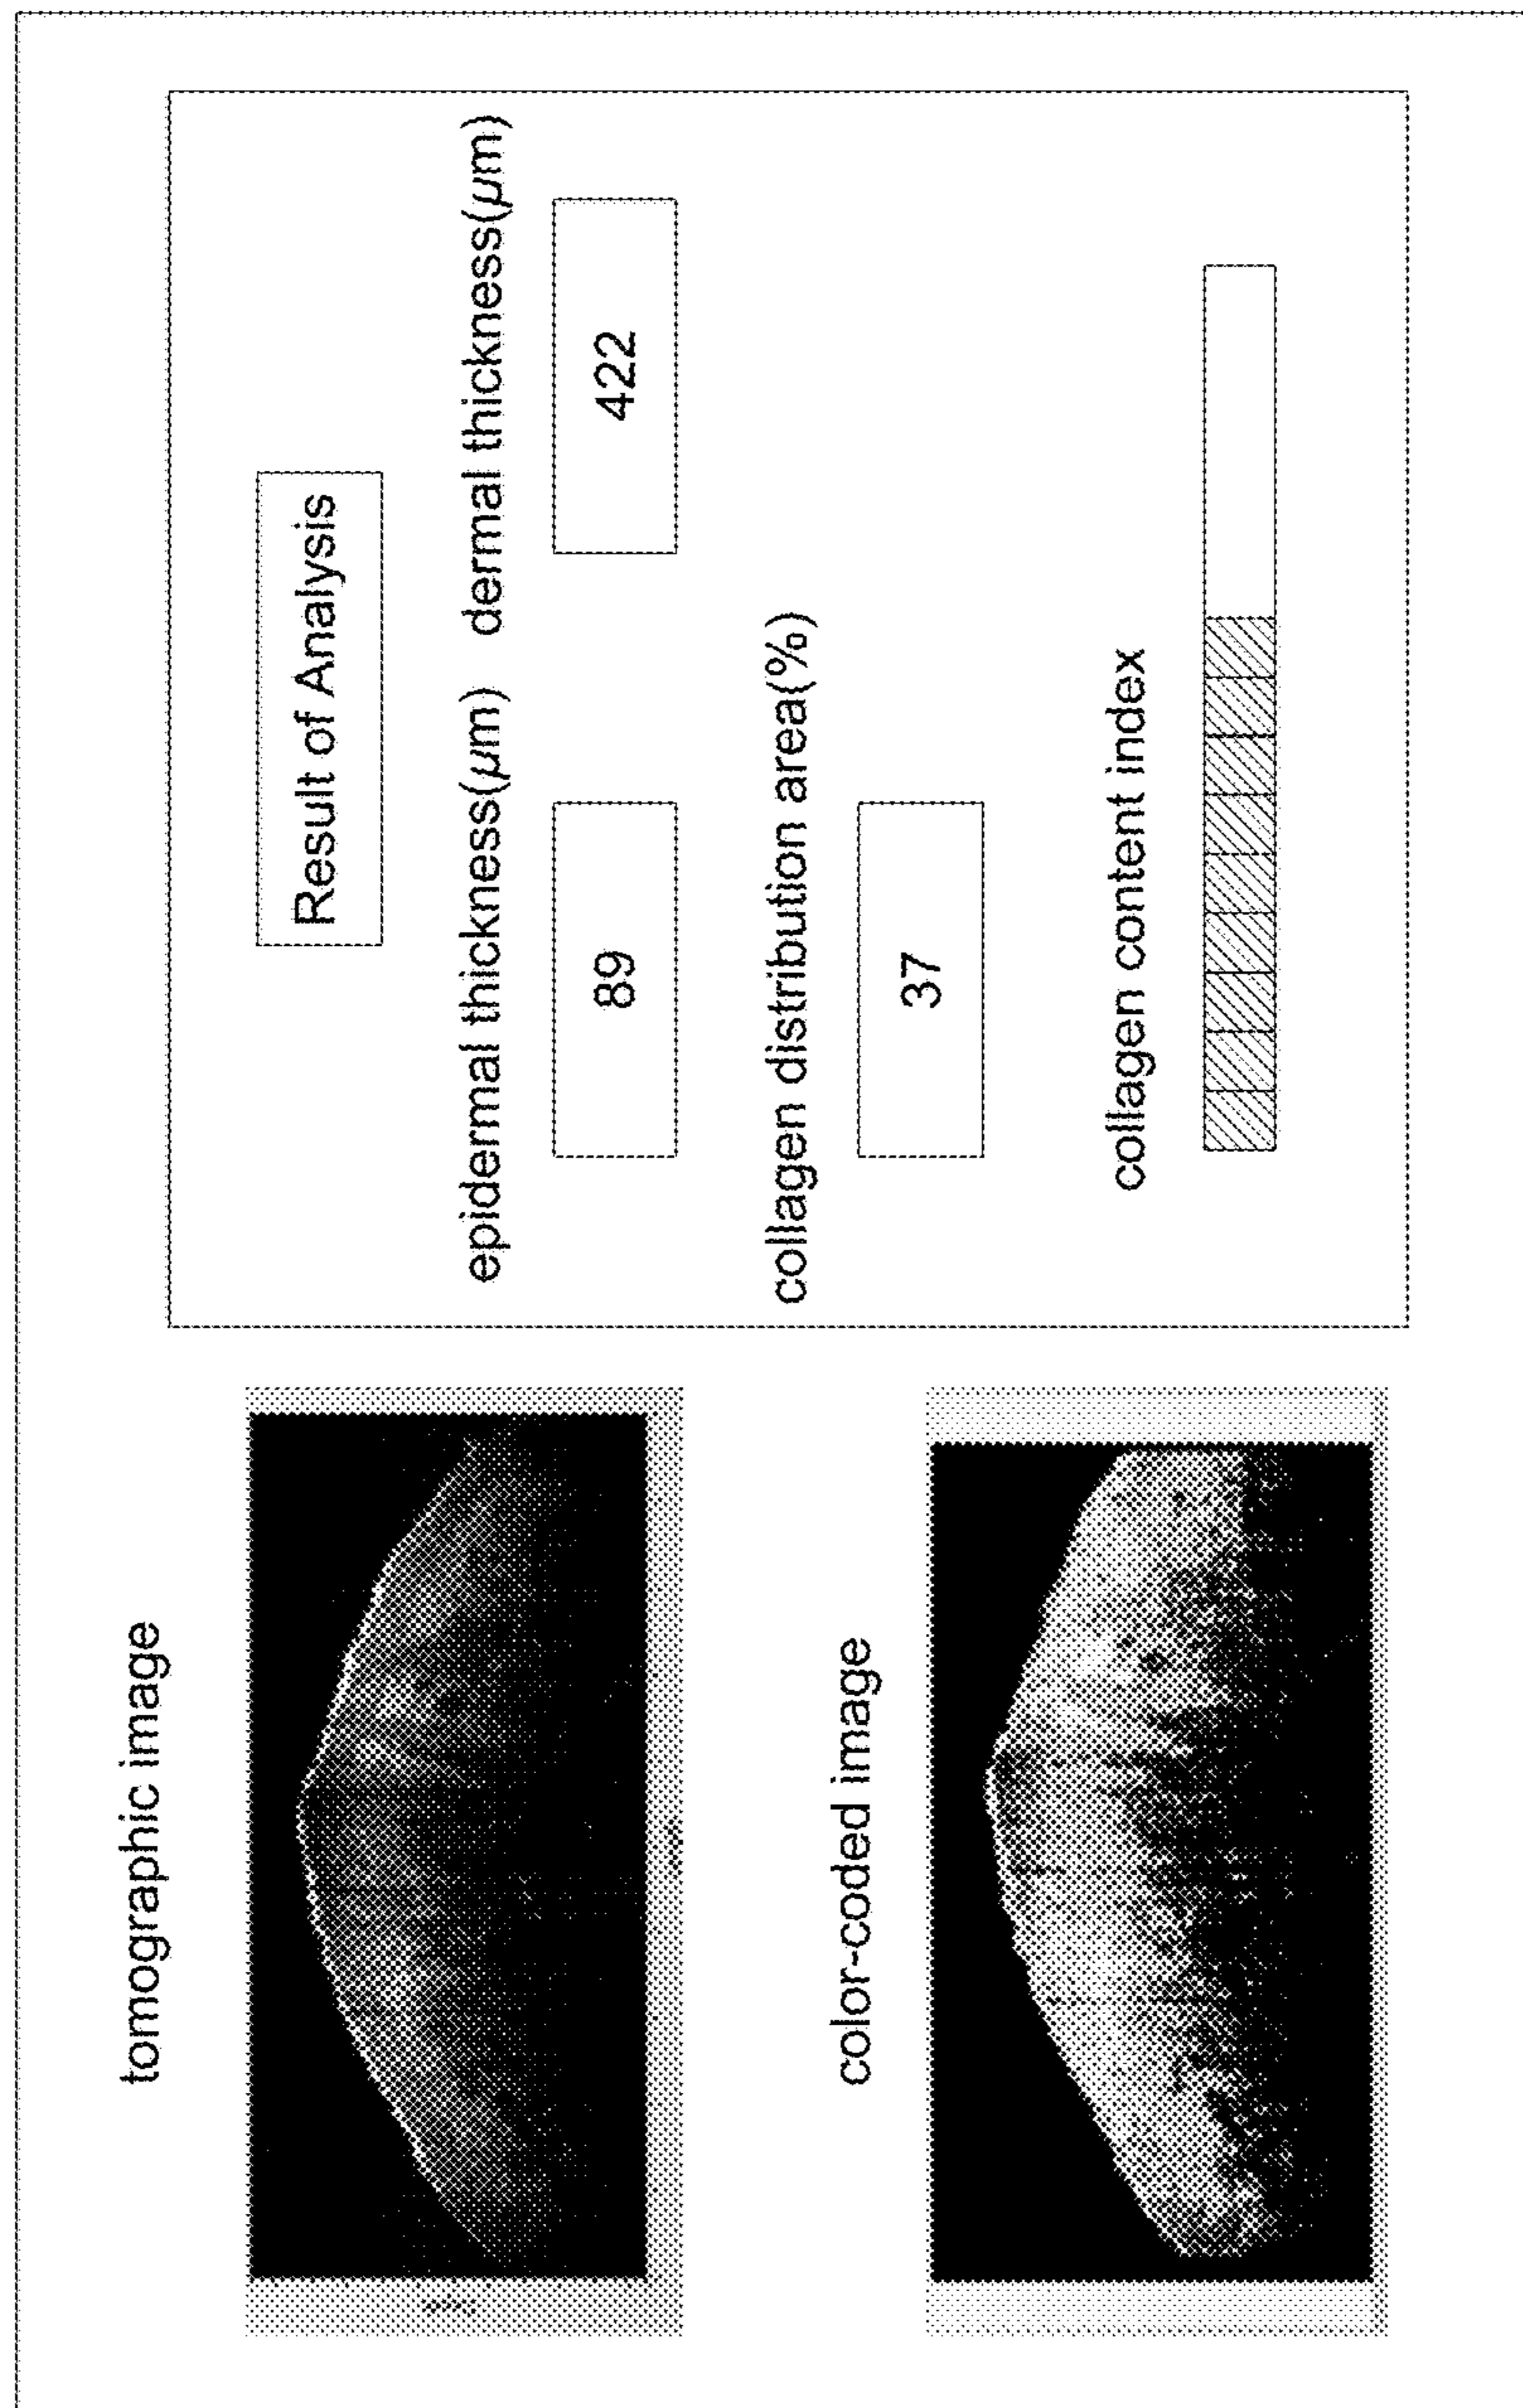 tomographic image
color-coded image
Result of Analysis
epidermal thickness(μm) dermal thickness(μm)
89 422
collagen distribution area(%)
37
collagen content index